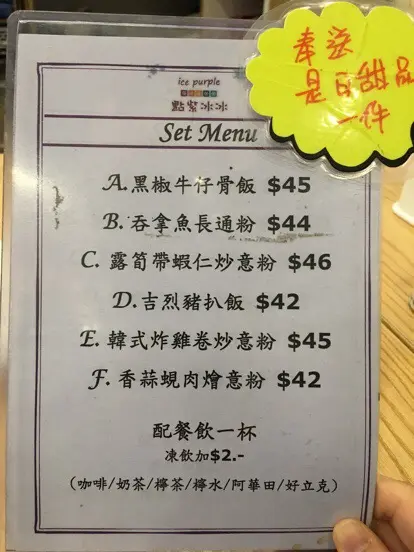 奉送
是日甜品
一件
ice purple
點紫冰冰
Set Menu
A.黑椒牛仔骨飯 $45
B.吞拿魚長通粉 $44
C. 露筍帶蝦仁炒意粉 $46
D.吉烈豬扒飯 $42
E. 韓式炸雞卷炒意粉 $45
F. 香蒜蜆肉燴意粉 $42
配餐飲一杯
凍飲加$2.-
(咖啡/奶茶/檸茶/檸水/阿華田/好立克)